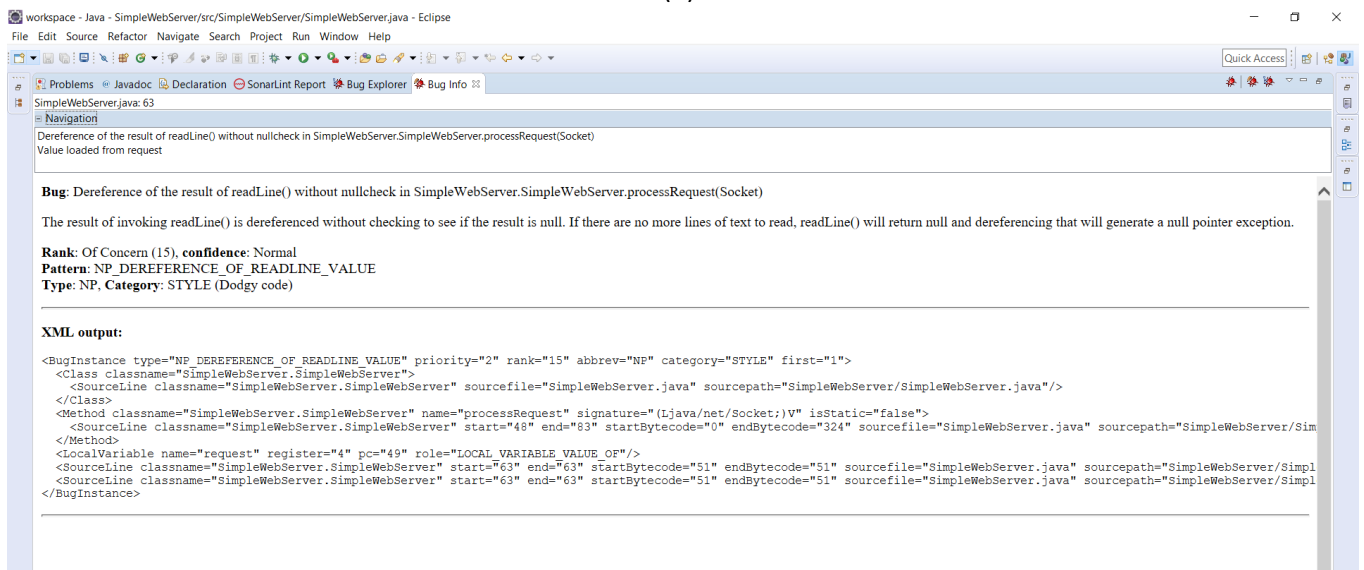 workspace - Java - SimpleWebServer/src/SimpleWebServer/SimpleWebServer.java - Eclipse
File Edit Source Refactor Navigate Search Project Run Window Help
Quick Access
Problems Javadoc Declaration SonarLint Report Bug Explorer Bug Info
SimpleWebServer.java: 63
Navigation
Dereference of the result of readLine() without nullcheck in SimpleWebServer.SimpleWebServer.processRequest(Socket)
Value loaded from request
Bug: Dereference of the result of readLine() without nullcheck in SimpleWebServer.SimpleWebServer.processRequest(Socket)
The result of invoking readLine() is dereferenced without checking to see if the result is null. If there are no more lines of text to read, readLine() will return null and dereferencing that will generate a null pointer exception.
Rank: Of Concern (15), confidence: Normal
Pattern: NP_DEREFERENCE_OF_READLINE_VALUE
Type: NP, Category: STYLE (Dodgy code)
XML output:
<BugInstance type="NP_DEREFERENCE_OF_READLINE_VALUE" priority="2" rank="15" abbrev="NP" category="STYLE" first="1">
<Class classname="SimpleWebServer.SimpleWebServer">
<SourceLine classname="SimpleWebServer.SimpleWebServer" sourcefile="SimpleWebServer.java" sourcepath="SimpleWebServer/SimpleWebServer.java"/>
</Class>
<Method classname="SimpleWebServer.SimpleWebServer" name="processRequest" signature="(Ljava/net/Socket;)V" isStatic="false">
<SourceLine classname="SimpleWebServer.SimpleWebServer" start="48" end="83" startBytecode="0" endBytecode="324" sourcefile="SimpleWebServer.java" sourcepath="SimpleWebServer/Sim
</Method>
<LocalVariable name="request" register="4" pc="49" role="LOCAL_VARIABLE_VALUE_OF"/>
<SourceLine classname="SimpleWebServer.SimpleWebServer" start="63" end="63" startBytecode="51" endBytecode="51" sourcefile="SimpleWebServer.java" sourcepath="SimpleWebServer/Simpl
<SourceLine classname="SimpleWebServer.SimpleWebServer" start="63" end="63" startBytecode="51" endBytecode="51" sourcefile="SimpleWebServer.java" sourcepath="SimpleWebServer/Simpl
</BugInstance>